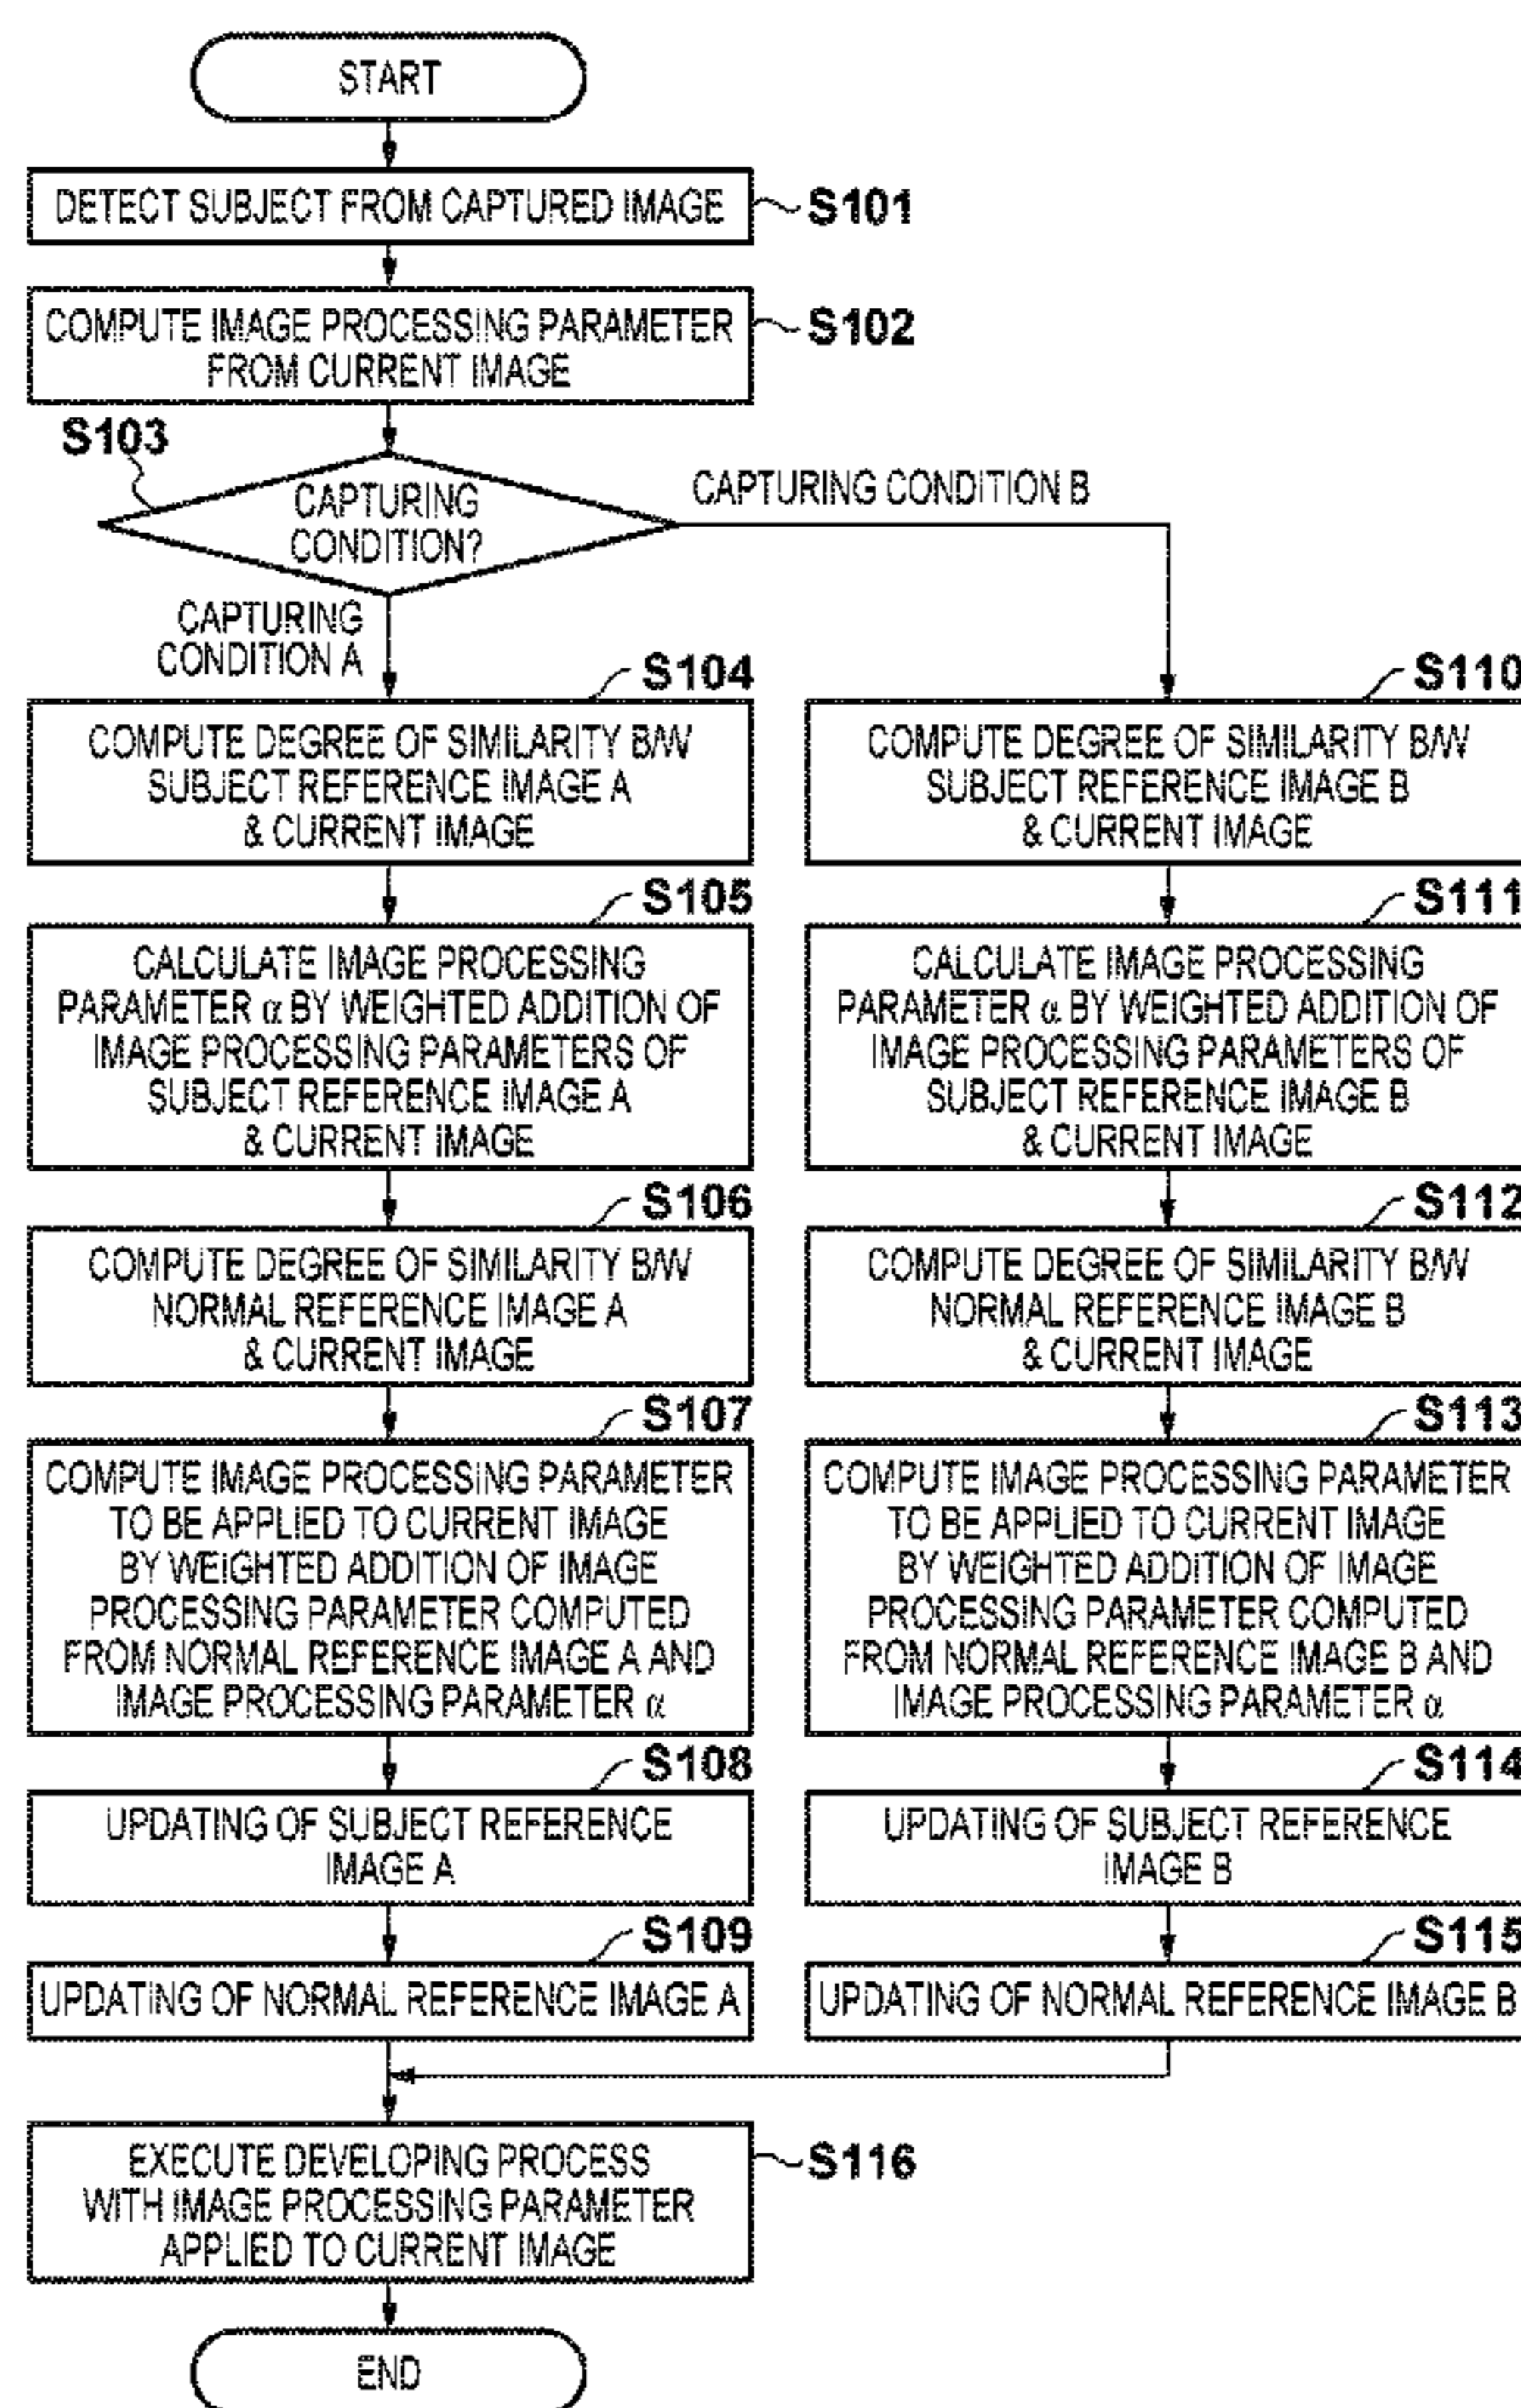 START
DETECT SUBJECT FROM CAPTURED IMAGE
S101
COMPUTE IMAGE PROCESSING PARAMETER
FROM CURRENT IMAGE
S102
S103
CAPTURING
CONDITION?
CAPTURING CONDITION B
CAPTURING
CONDITION A
S104
COMPUTE DEGREE OF SIMILARITY B/W
SUBJECT REFERENCE IMAGE A
& CURRENT IMAGE
S105
CALCULATE IMAGE PROCESSING
PARAMETER α BY WEIGHTED ADDITION OF
IMAGE PROCESSING PARAMETERS OF
SUBJECT REFERENCE IMAGE A
& CURRENT IMAGE
S106
COMPUTE DEGREE OF SIMILARITY B/W
NORMAL REFERENCE IMAGE A
& CURRENT IMAGE
S107
COMPUTE IMAGE PROCESSING PARAMETER
TO BE APPLIED TO CURRENT IMAGE
BY WEIGHTED ADDITION OF IMAGE
PROCESSING PARAMETER COMPUTED
FROM NORMAL REFERENCE IMAGE A AND
IMAGE PROCESSING PARAMETER α
S108
UPDATING OF SUBJECT REFERENCE
IMAGE A
S109
UPDATING OF NORMAL REFERENCE IMAGE A
S110
COMPUTE DEGREE OF SIMILARITY B/W
SUBJECT REFERENCE IMAGE B
& CURRENT IMAGE
S111
CALCULATE IMAGE PROCESSING
PARAMETER α BY WEIGHTED ADDITION OF
IMAGE PROCESSING PARAMETERS OF
SUBJECT REFERENCE IMAGE B
& CURRENT IMAGE
S112
COMPUTE DEGREE OF SIMILARITY B/W
NORMAL REFERENCE IMAGE B
& CURRENT IMAGE
S113
COMPUTE IMAGE PROCESSING PARAMETER
TO BE APPLIED TO CURRENT IMAGE
BY WEIGHTED ADDITION OF IMAGE
PROCESSING PARAMETER COMPUTED
FROM NORMAL REFERENCE IMAGE B AND
IMAGE PROCESSING PARAMETER α
S114
UPDATING OF SUBJECT REFERENCE
IMAGE B
S115
UPDATING OF NORMAL REFERENCE IMAGE B
EXECUTE DEVELOPING PROCESS
WITH IMAGE PROCESSING PARAMETER
APPLIED TO CURRENT IMAGE
S116
END